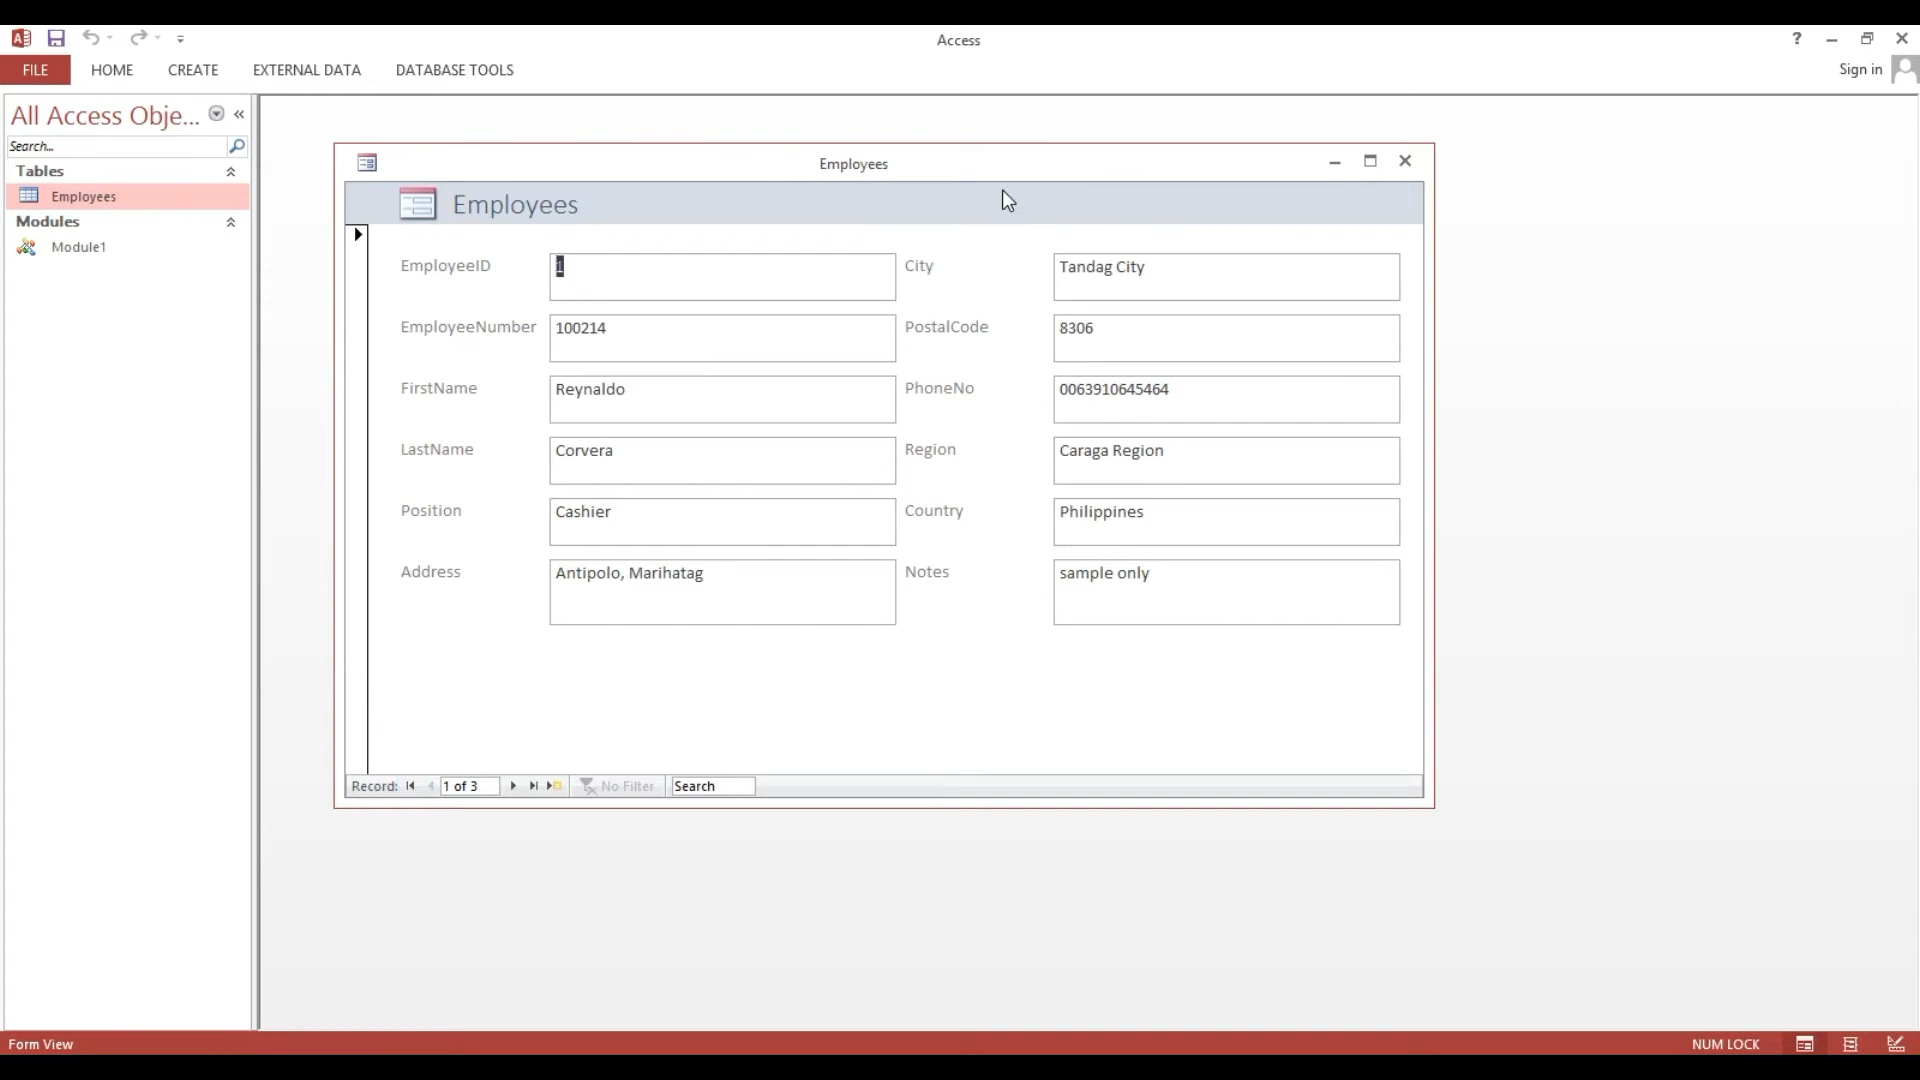 Access
?
FILE HOME CREATE EXTERNAL DATA DATABASE TOOLS
Sign in
All Access Obje... «
Search...
Tables
Employees
Modules
Module1
Employees
Employees
EmployeeID 1 City Tandag City
EmployeeNumber 100214 PostalCode 8306
FirstName Reynaldo PhoneNo 0063910645464
LastName Corvera Region Caraga Region
Position Cashier Country Philippines
Address Antipolo, Marihatag Notes sample only
Record: 1 of 3 No Filter Search
Form View NUM LOCK